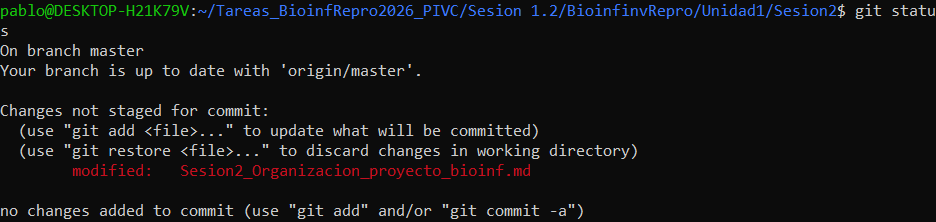 pablo@DESKTOP-H21K79V:~/Tareas_BioinfRepro2026_PIVC/Sesion 1.2/BioinfinvRepro/Unidad1/Sesion2$ git statu
s
On branch master
Your branch is up to date with 'origin/master'.

Changes not staged for commit:
  (use "git add <file>..." to update what will be committed)
  (use "git restore <file>..." to discard changes in working directory)
        modified:   Sesion2_Organizacion_proyecto_bioinf.md

no changes added to commit (use "git add" and/or "git commit -a")